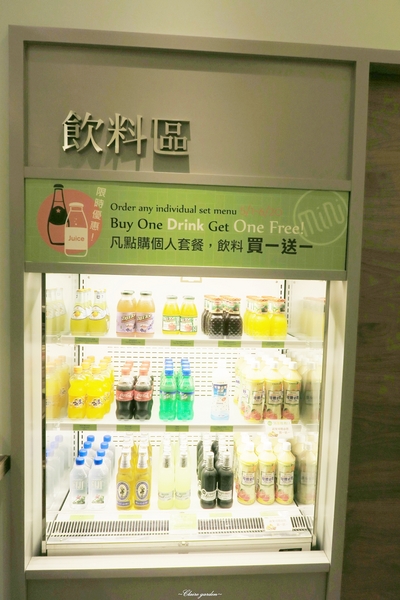 飲料區
限時優惠!
Juice
Order any individual set menu
Buy One Drink Get One Free!
凡點購個人套餐,飲料 買一送一
Mini
~Claire garden~